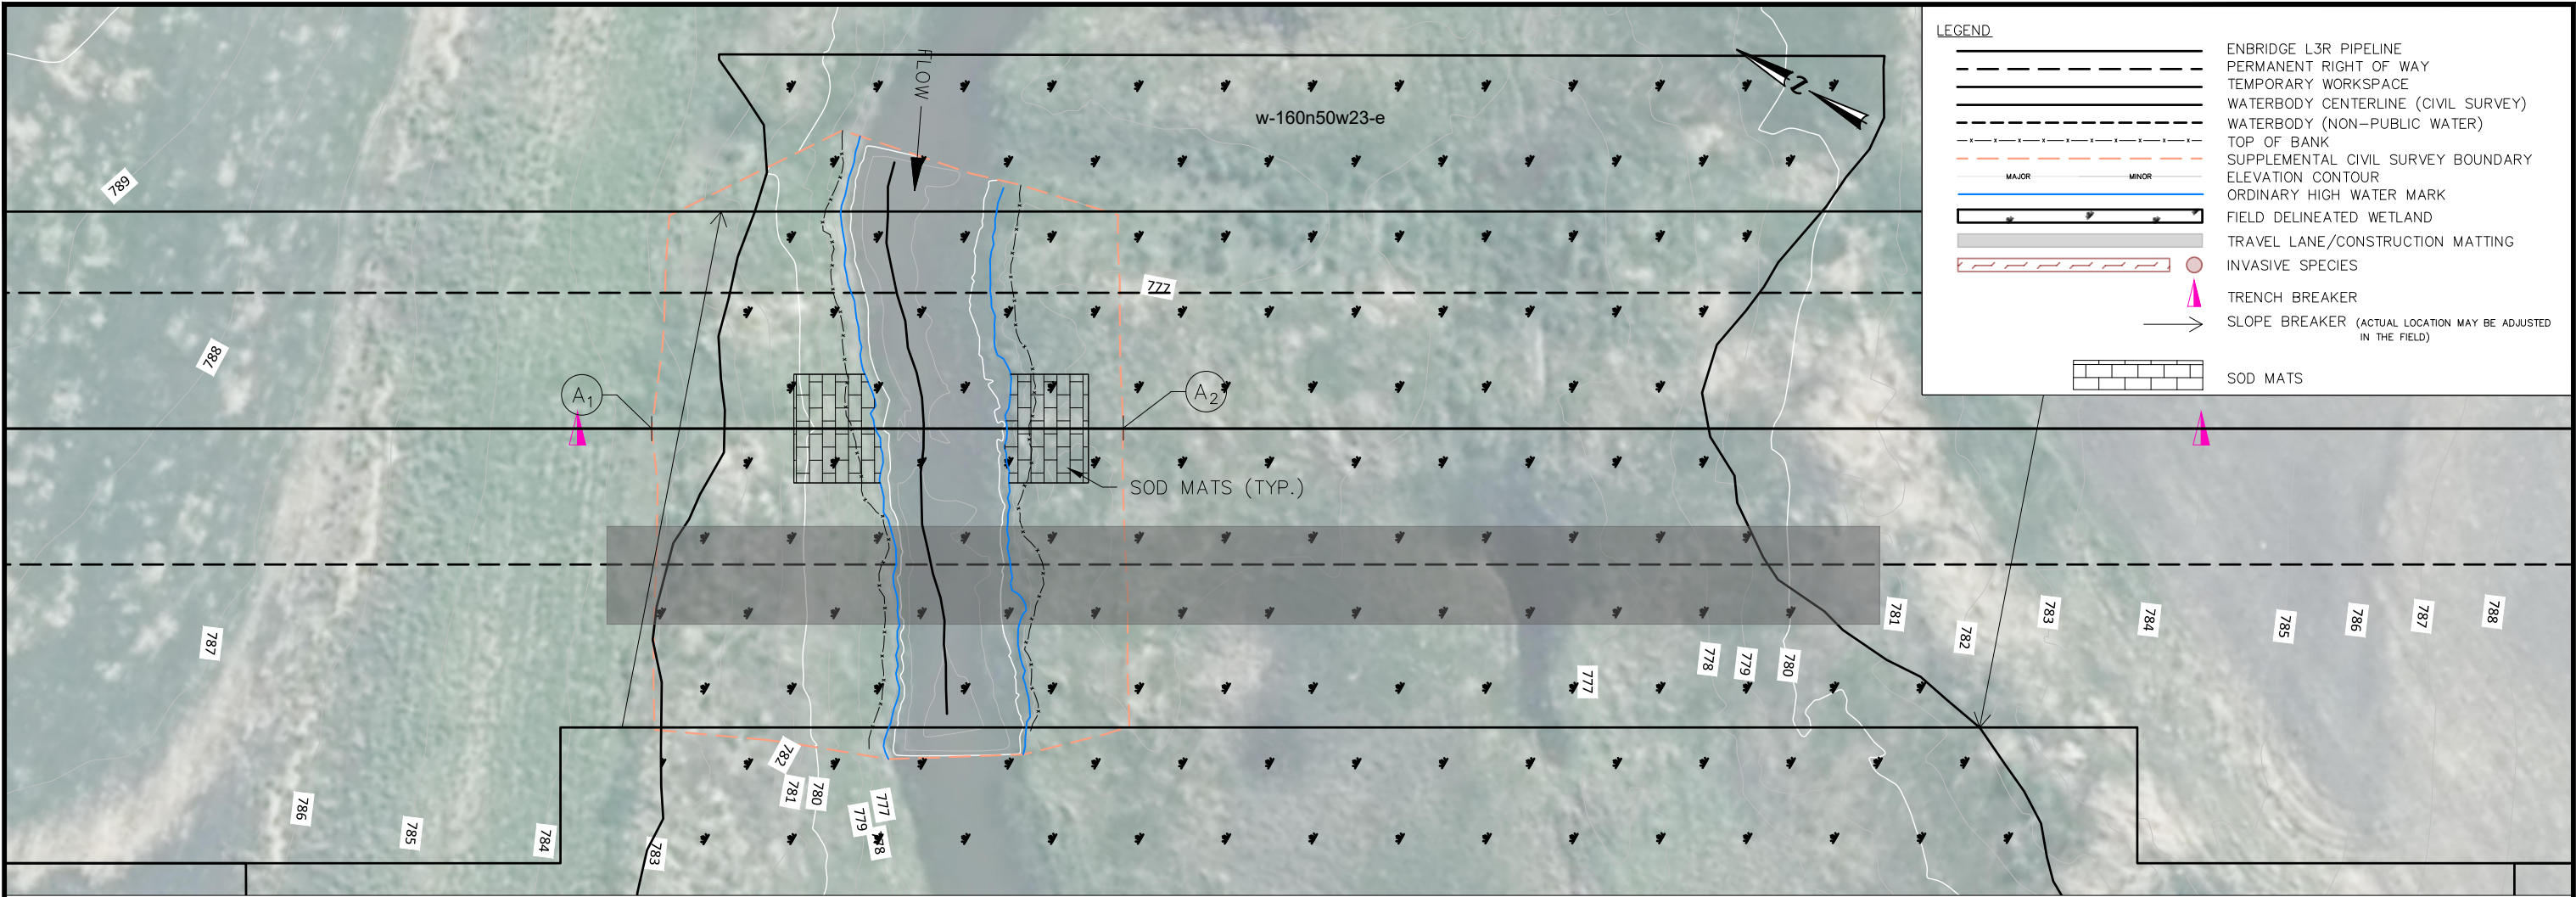 LEGEND
ENBRIDGE L3R PIPELINE
PERMANENT RIGHT OF WAY
TEMPORARY WORKSPACE
WATERBODY CENTERLINE (CIVIL SURVEY)
WATERBODY (NON-PUBLIC WATER)
TOP OF BANK
SUPPLEMENTAL CIVIL SURVEY BOUNDARY
MAJOR MINOR ELEVATION CONTOUR
ORDINARY HIGH WATER MARK
FIELD DELINEATED WETLAND
TRAVEL LANE/CONSTRUCTION MATTING
INVASIVE SPECIES
TRENCH BREAKER
SLOPE BREAKER (ACTUAL LOCATION MAY BE ADJUSTED
IN THE FIELD)
SOD MATS
FLOW
N
w-160n50w23-e
789
777
788
A1
A2
SOD MATS (TYP.)
787
781
782
783
784
785
786
787
788
778
779
780
777
782
781
780
779
777
778
786
785
784
783